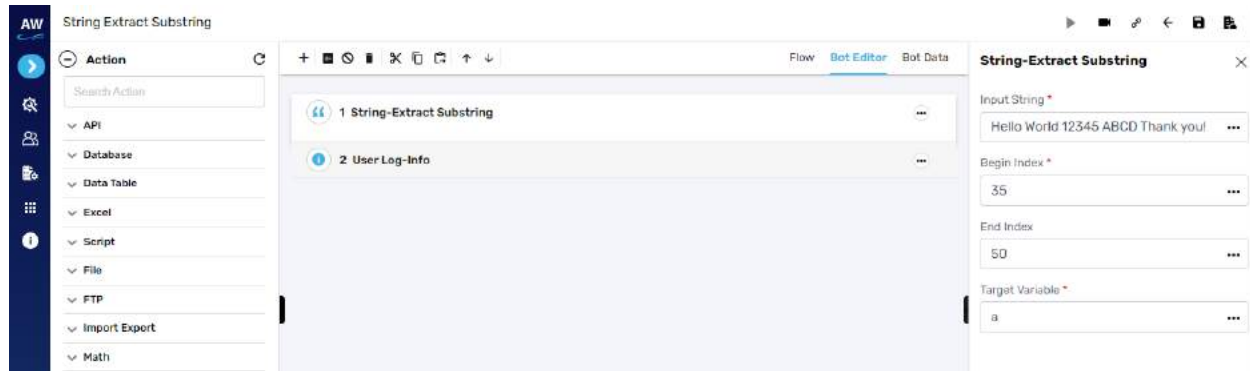 AW
String Extract Substring
Action
Search Action
API
Database
Data Table
Excel
Script
File
FTP
Import Export
Math
Flow Bot Editor Bot Data
1 String-Extract Substring
2 User Log-Info
String-Extract Substring
Input String *
Hello World 12345 ABCD Thank you!
Begin Index *
35
End Index
50
Target Variable *
a